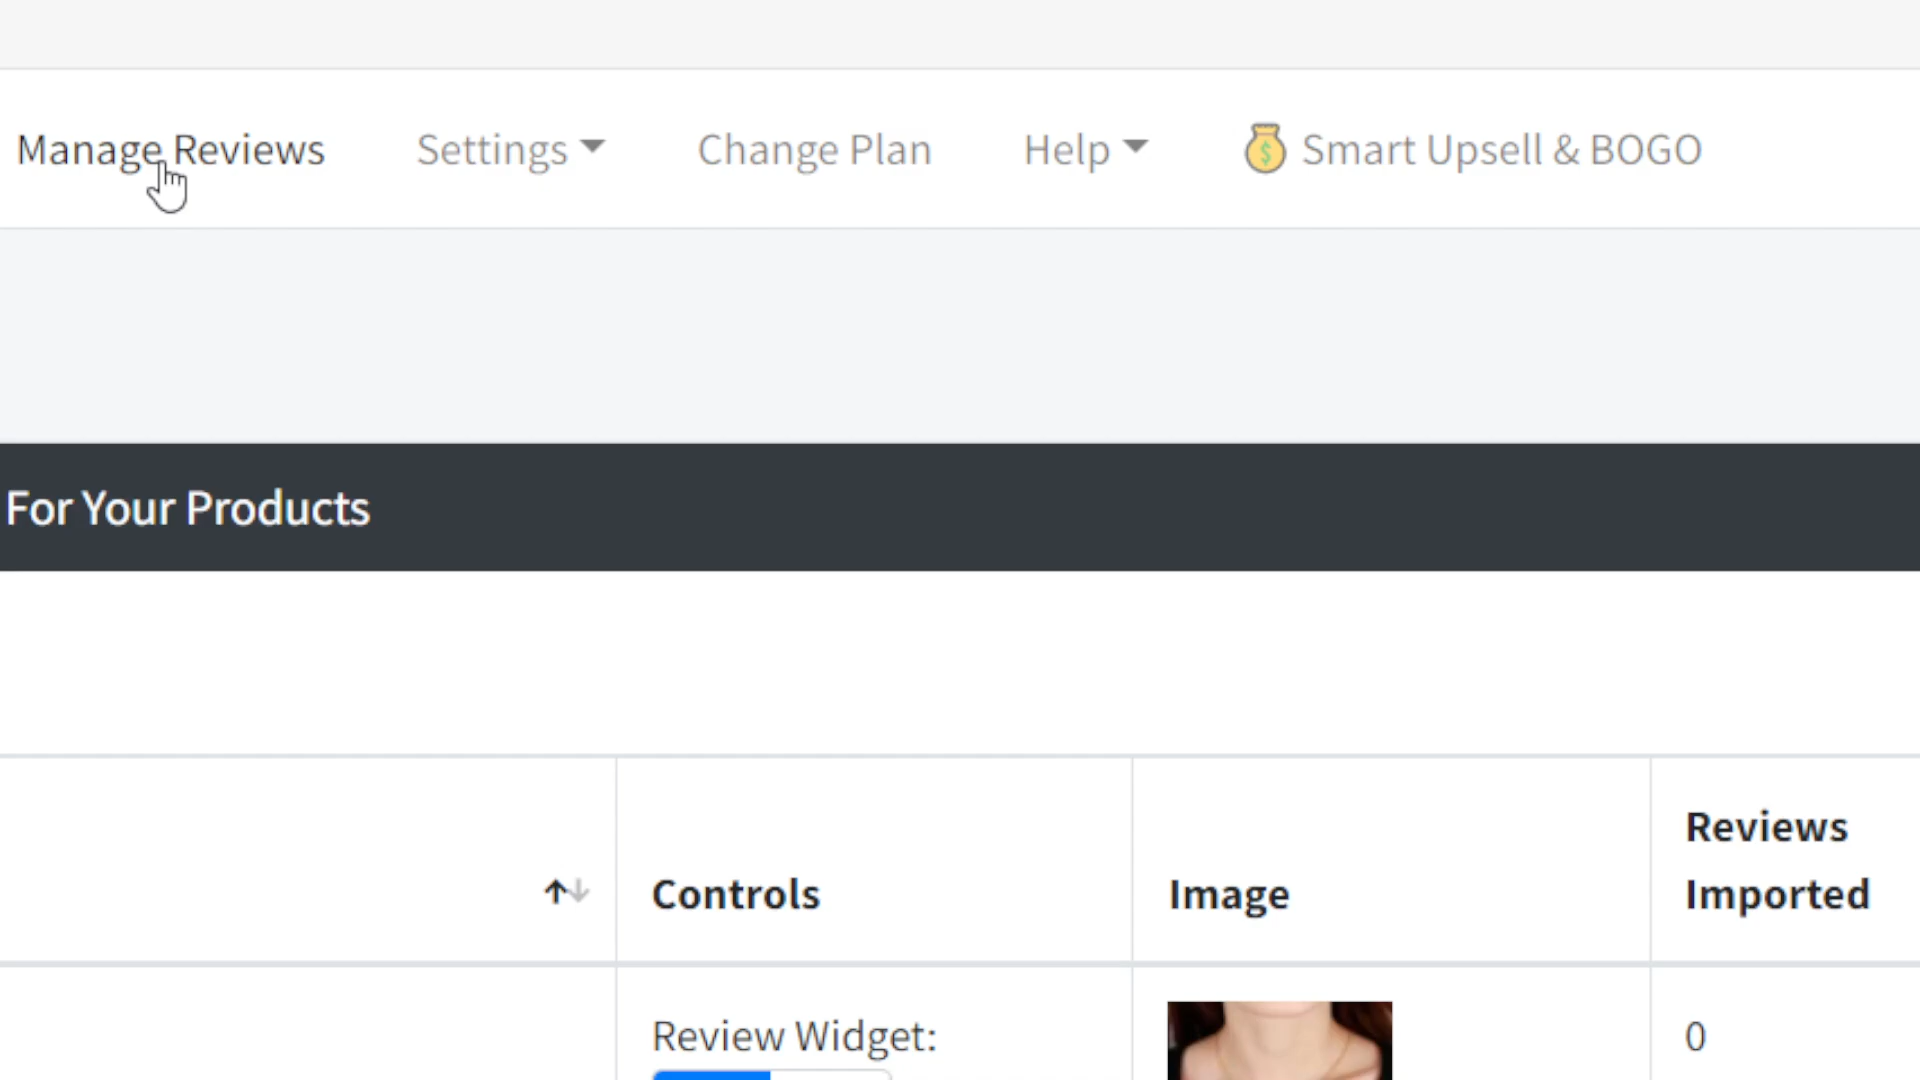 Manage Reviews Settings Change Plan Help Smart Upsell & BOGO
For Your Products
Controls Image Reviews Imported
Review Widget: 0